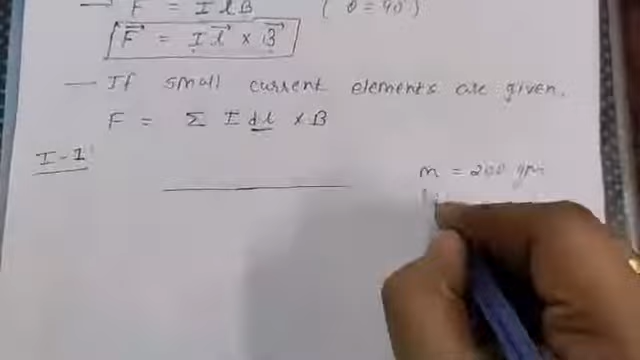 — F = I l B (θ = 90°
F = I l × B
— If small current elements are given.
F = Σ I dl × B
I-1
m = 200 gm